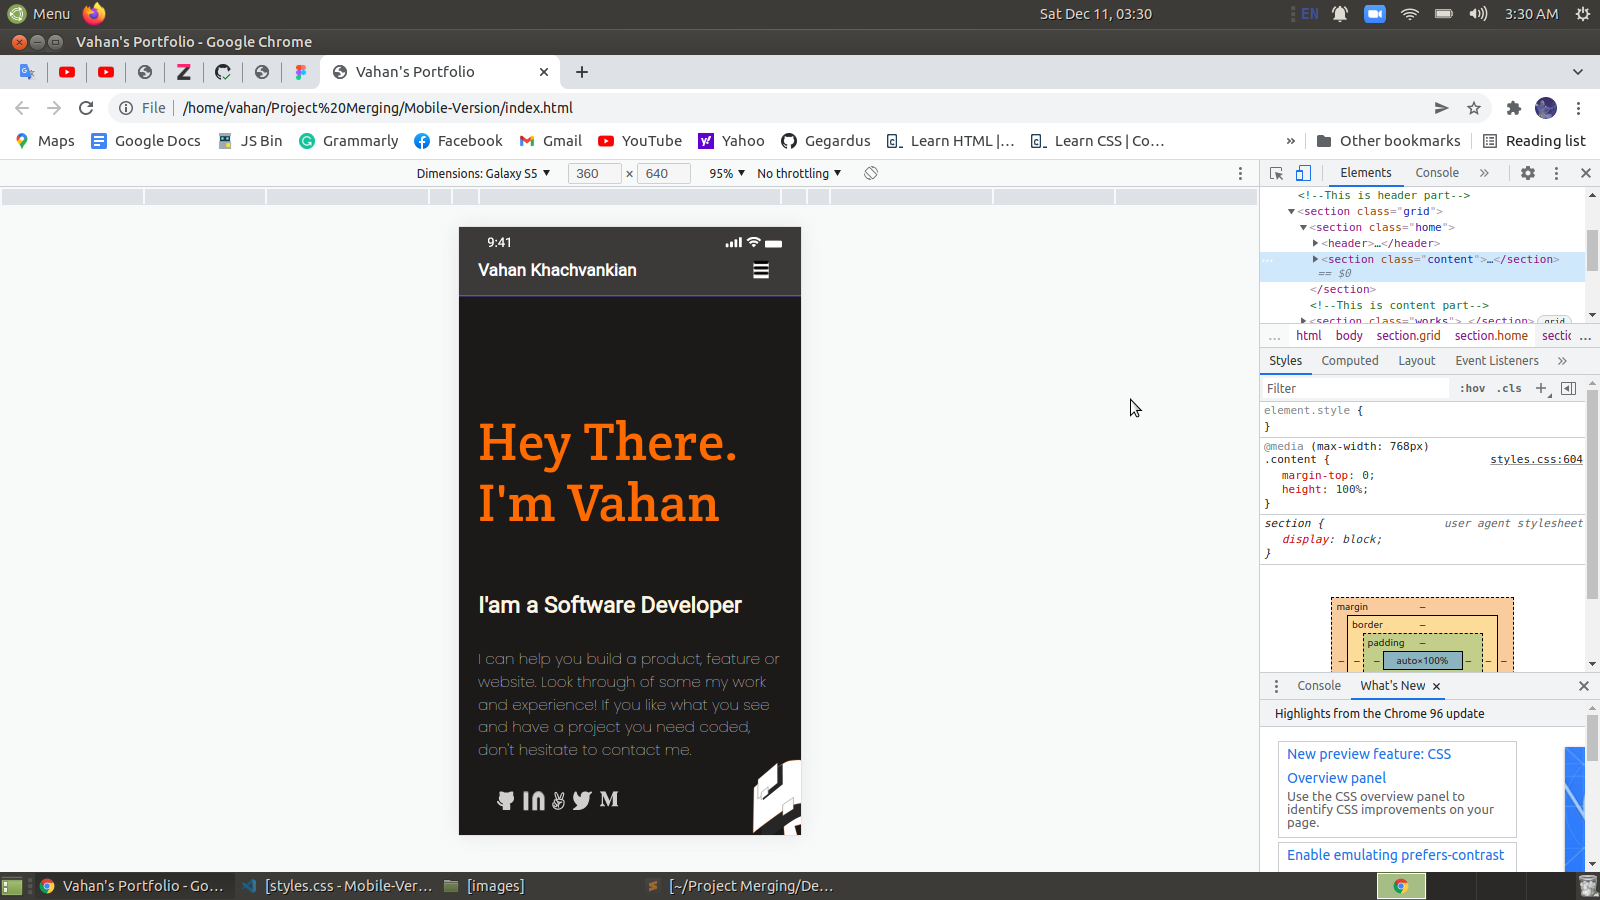 Menu
Sat Dec 11, 03:30
EN
3:30 AM
Vahan's Portfolio - Google Chrome
Vahan's Portfolio
File
/home/vahan/Project%20Merging/Mobile-Version/index.html
Maps
Google Docs
JS Bin
Grammarly
Facebook
Gmail
YouTube
Yahoo
Gegardus
Learn HTML |...
Learn CSS | Co...
»
Other bookmarks
Reading list
Dimensions: Galaxy S5
360 × 640
95%
No throttling
Elements
Console
»
9:41
Vahan Khachvankian
Hey There.
I'm Vahan
I'am a Software Developer
I can help you build a product, feature or
website. Look through of some my work
and experience! If you like what you see
and have a project you need coded,
don't hesitate to contact me.
<!--This is header part-->
<section class="grid">
<section class="home">
<header>…</header>
<section class="content">…</section>
== $0
</section>
<!--This is content part-->
<section class="works">…</section> grid
... html body section.grid section.home sectic ...
Styles
Computed
Layout
Event Listeners
»
Filter
:hov .cls
element.style {
}
@media (max-width: 768px)
.content {
styles.css:604
margin-top: 0;
height: 100%;
}
section {
user agent stylesheet
display: block;
}
margin –
border –
padding –
– – – auto×100% – – –
Console
What's New
Highlights from the Chrome 96 update
New preview feature: CSS
Overview panel
Use the CSS overview panel to
identify CSS improvements on your
page.
Enable emulating prefers-contrast
Vahan's Portfolio - Go...
[styles.css - Mobile-Ver...
[images]
[~/Project Merging/De...